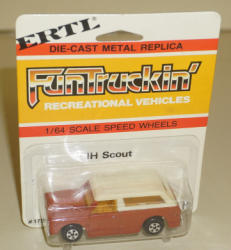 ERTL
DIE-CAST METAL REPLICA
FunTruckin'
RECREATIONAL VEHICLES
1/64 SCALE SPEED WHEELS
IH Scout